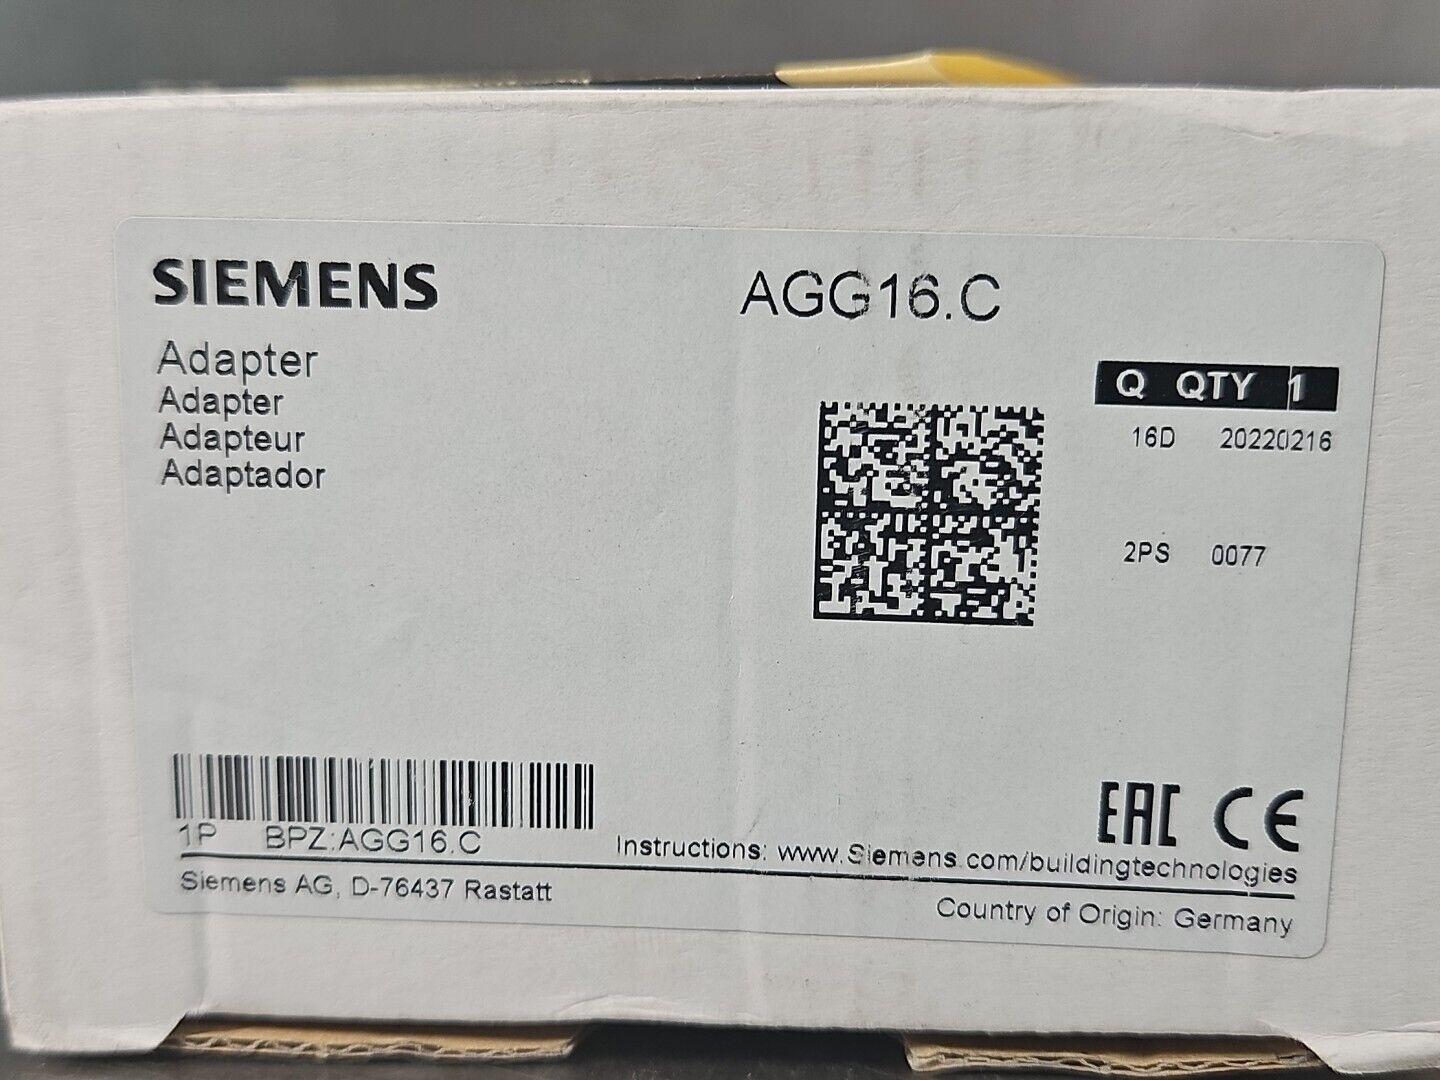 SIEMENS
AGG16.C
Adapter
Adapter
Adapteur
Adaptador
Q QTY 1
16D 20220216
2PS 0077
EAC CE
1P BPZ:AGG16.C
Instructions: www.Siemens.com/buildingtechnologies
Siemens AG, D-76437 Rastatt
Country of Origin: Germany